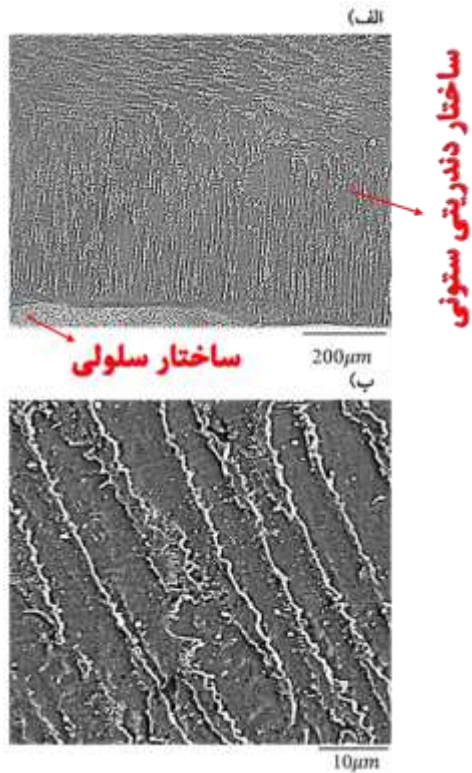 الف)
ساختار دندریتی ستونی
ساختار سلولی
200µm
ب)
10µm